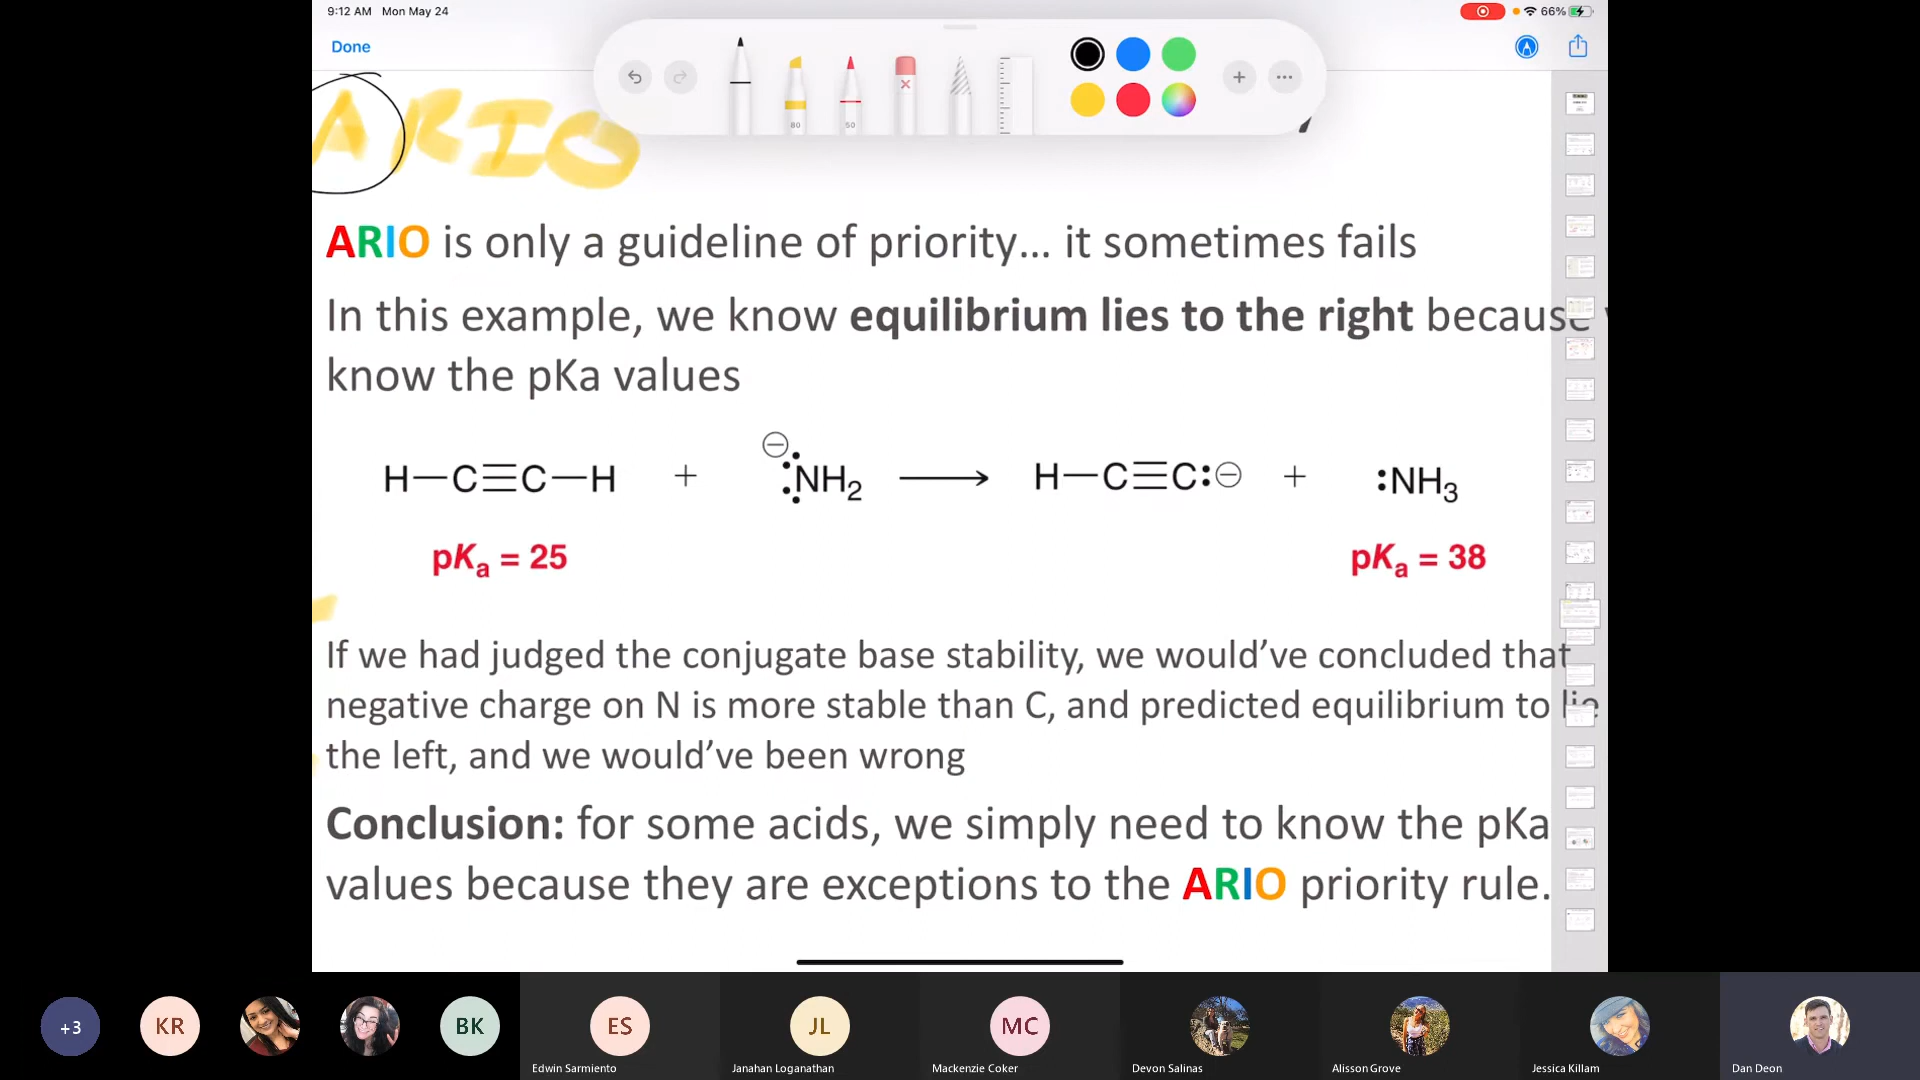 9:12 AM Mon May 24
66%
Done
80
50
ARIO
ARIO is only a guideline of priority... it sometimes fails
In this example, we know equilibrium lies to the right because
know the pKa values
H—C≡C—H + ⊖:NH2 ⟶ H—C≡C:⊖ + :NH3
pKa = 25 pKa = 38
If we had judged the conjugate base stability, we would’ve concluded that
negative charge on N is more stable than C, and predicted equilibrium to lie
the left, and we would’ve been wrong
Conclusion: for some acids, we simply need to know the pKa
values because they are exceptions to the ARIO priority rule.
+3 KR BK ES JL MC
Edwin Sarmiento Janahan Loganathan Mackenzie Coker Devon Salinas Alisson Grove Jessica Killam Dan Deon